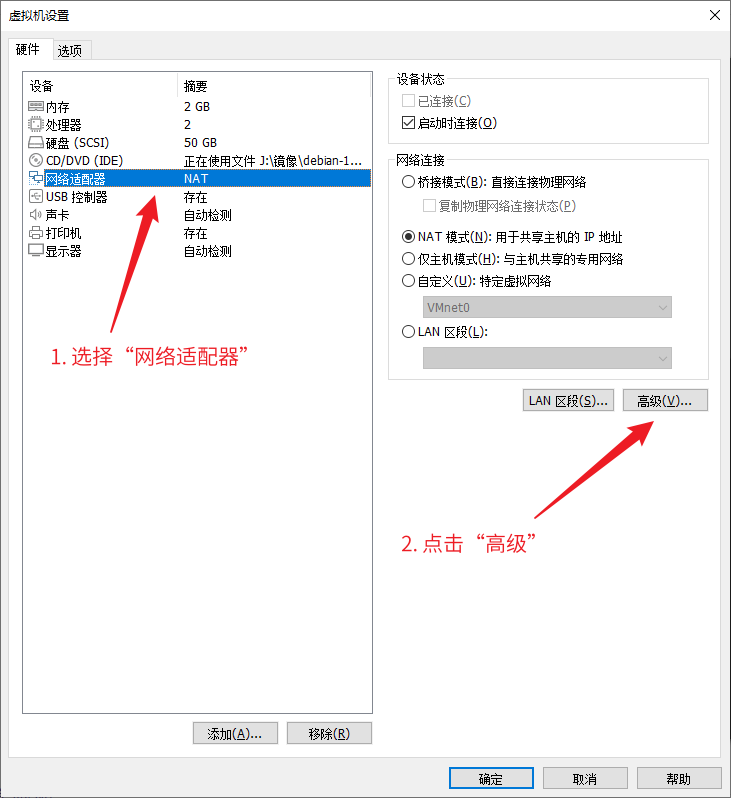 虚拟机设置
硬件 选项
设备 摘要
内存 2 GB
处理器 2
硬盘 (SCSI) 50 GB
CD/DVD (IDE) 正在使用文件 J:\镜像\debian-1...
网络适配器 NAT
USB 控制器 存在
声卡 自动检测
打印机 存在
显示器 自动检测
1. 选择“网络适配器”
添加(A)... 移除(R)
设备状态
已连接(C)
启动时连接(O)
网络连接
桥接模式(B): 直接连接物理网络
复制物理网络连接状态(P)
NAT 模式(N): 用于共享主机的 IP 地址
仅主机模式(H): 与主机共享的专用网络
自定义(U): 特定虚拟网络
VMnet0
LAN 区段(L):
LAN 区段(S)... 高级(V)...
2. 点击“高级”
确定 取消 帮助